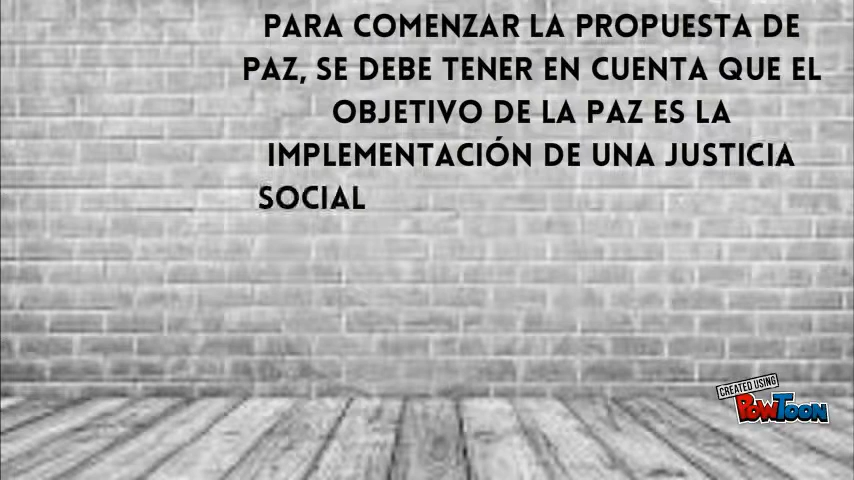 PARA COMENZAR LA PROPUESTA DE
PAZ, SE DEBE TENER EN CUENTA QUE EL
OBJETIVO DE LA PAZ ES LA
IMPLEMENTACIÓN DE UNA JUSTICIA
SOCIAL
CREATED USING
POWTOON